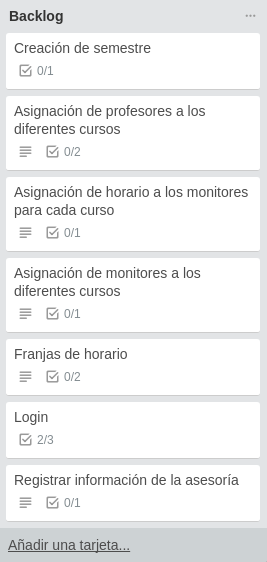 Backlog
Creación de semestre
0/1
Asignación de profesores a los
diferentes cursos
0/2
Asignación de horario a los monitores
para cada curso
0/1
Asignación de monitores a los
diferentes cursos
0/1
Franjas de horario
0/2
Login
2/3
Registrar información de la asesoría
0/1
Añadir una tarjeta...